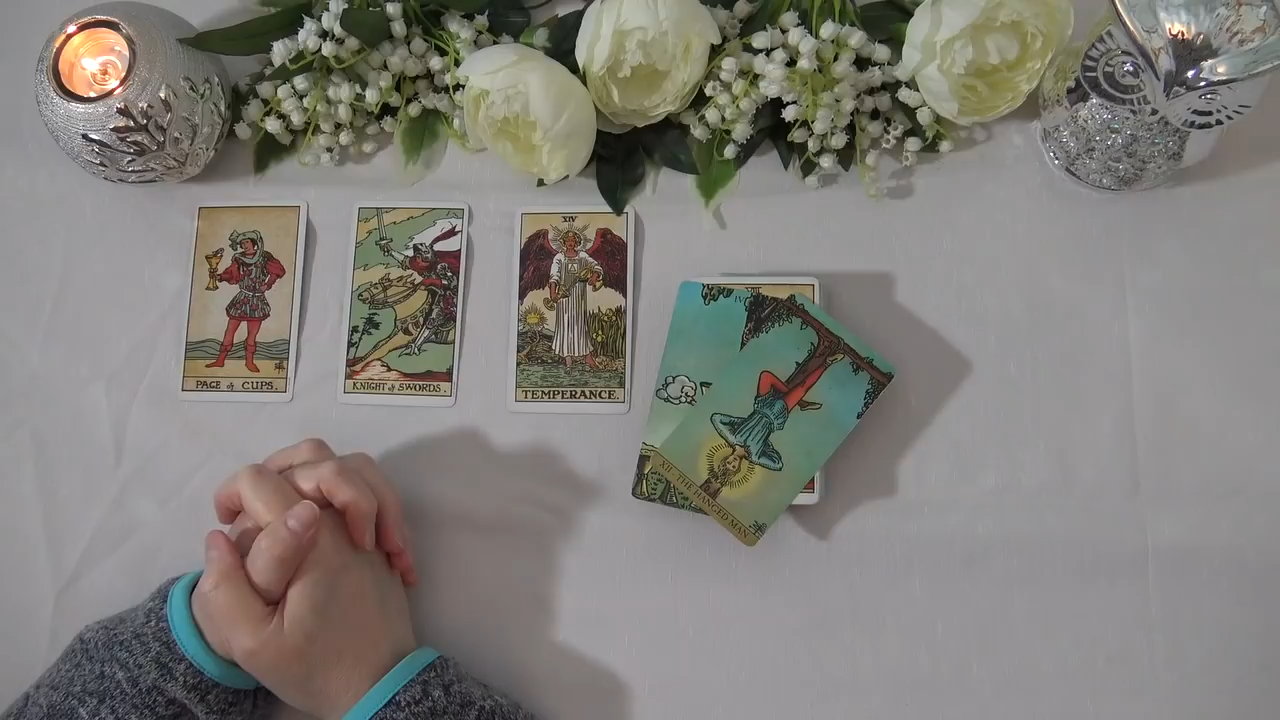 PAGE of CUPS.
KNIGHT of SWORDS.
XIV
TEMPERANCE.
XII - THE HANGED MAN